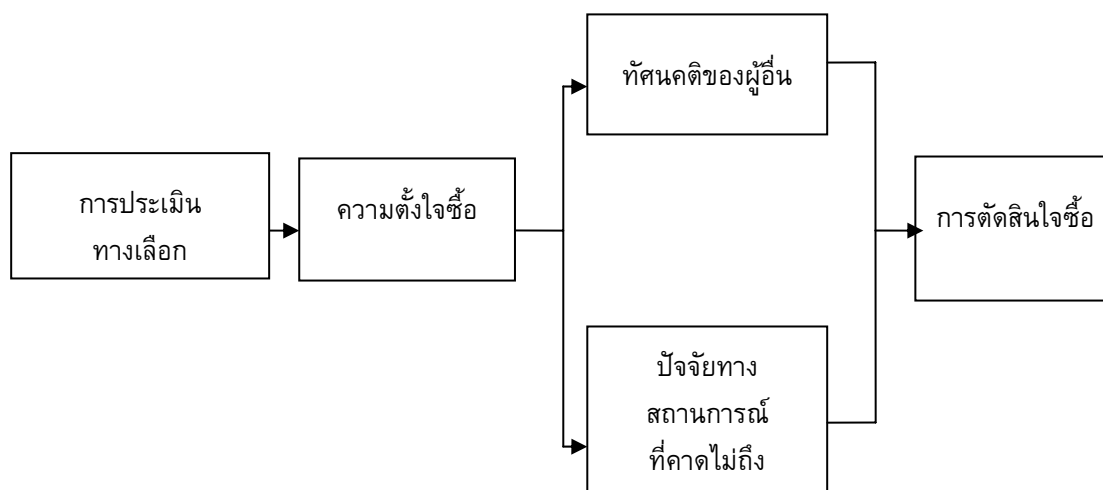 การประเมิน
ทางเลือก
ความตั้งใจซื้อ
ทัศนคติของผู้อื่น
ปัจจัยทาง
สถานการณ์
ที่คาดไม่ถึง
การตัดสินใจซื้อ